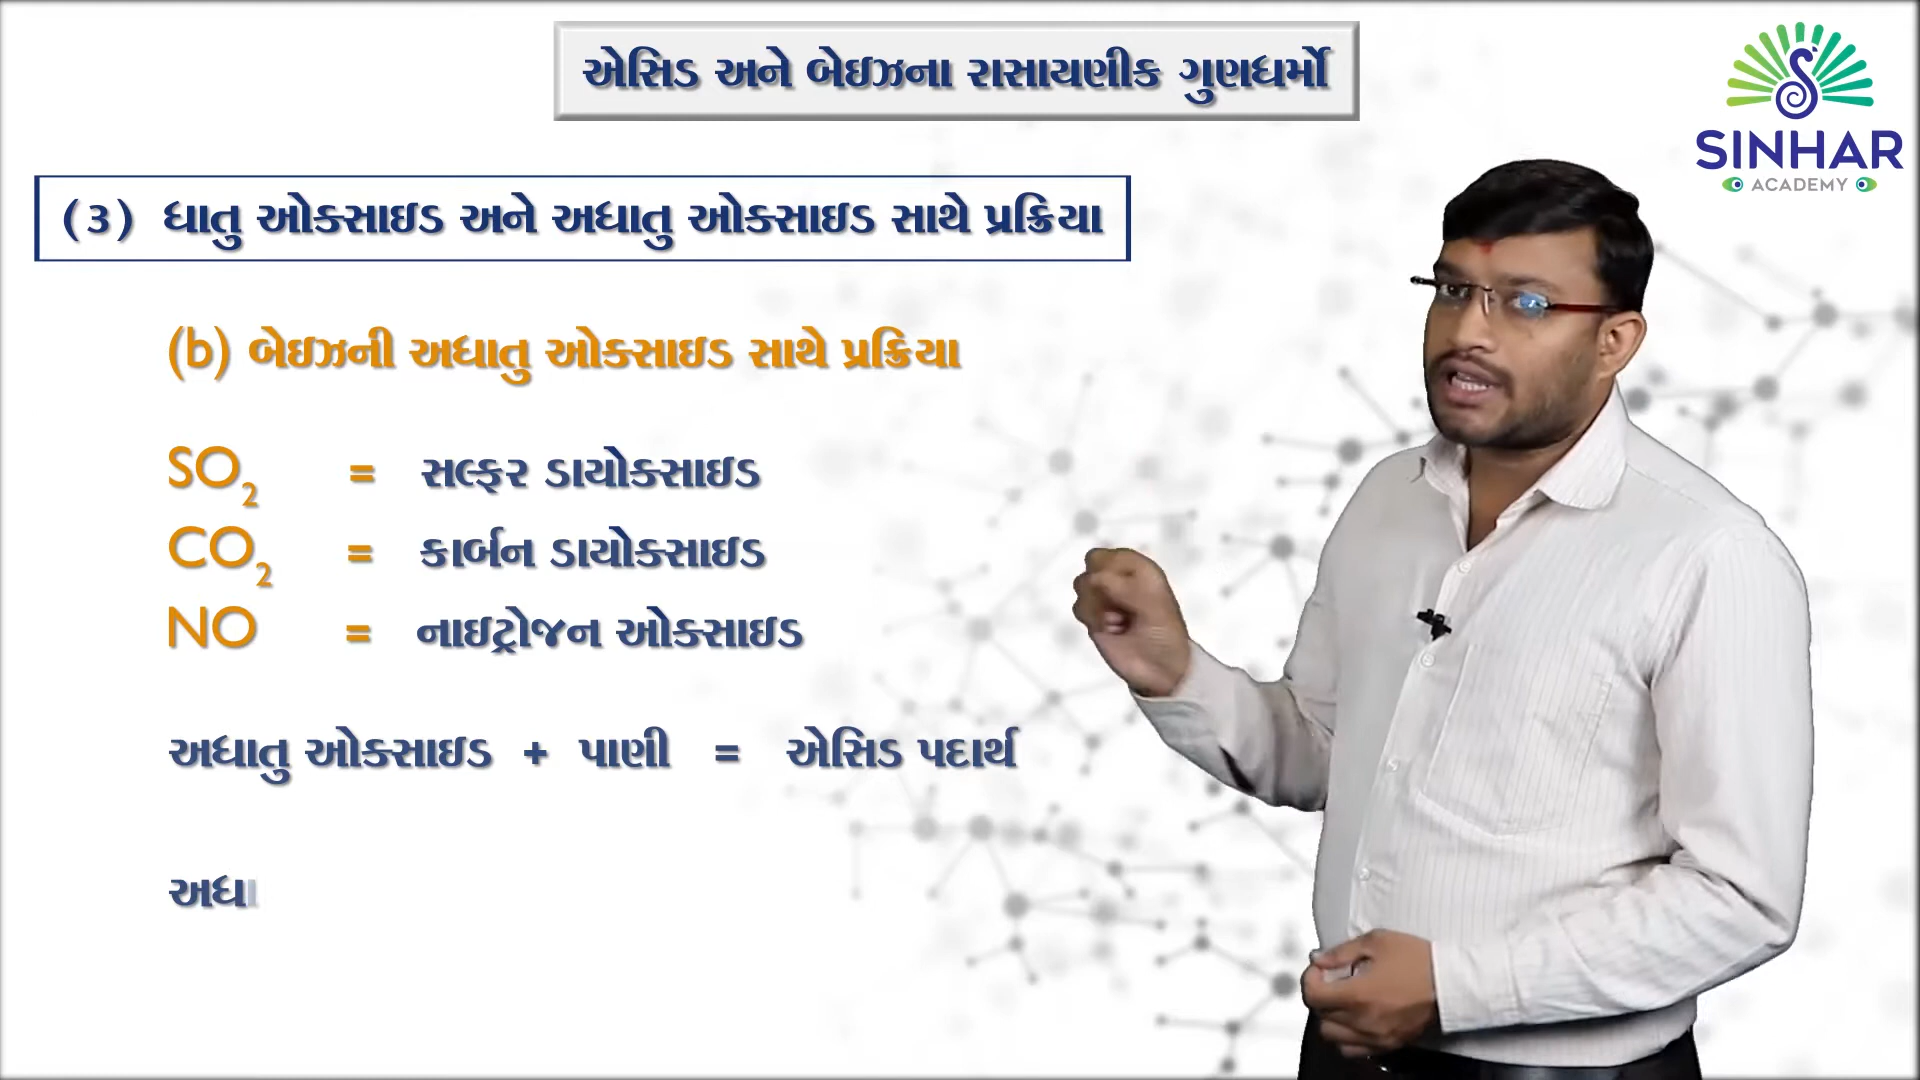 એસિડ અને બેઇઝના રાસાયણીક ગુણધર્મો
SINHAR
ACADEMY
(૩) ધાતુ ઓક્સાઇડ અને અધાતુ ઓક્સાઇડ સાથે પ્રક્રિયા
(b) બેઇઝની અધાતુ ઓક્સાઇડ સાથે પ્રક્રિયા
SO₂ = સલ્ફર ડાયોક્સાઇડ
CO₂ = કાર્બન ડાયોક્સાઇડ
NO = નાઇટ્રોજન ઓક્સાઇડ
અધાતુ ઓક્સાઇડ + પાણી = એસિડ પદાર્થ
અધા